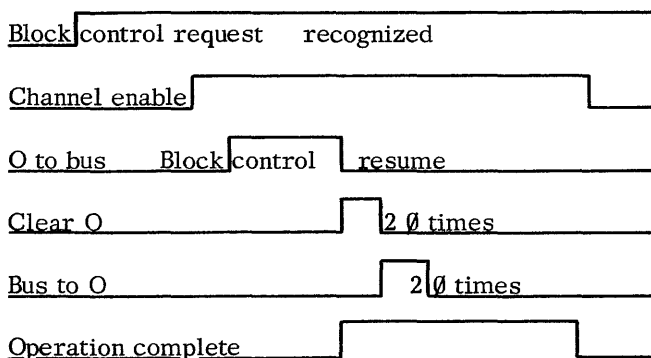 Block control request recognized
Channel enable
O to bus Block control resume
Clear O 2 Ø times
Bus to O 2 Ø times
Operation complete